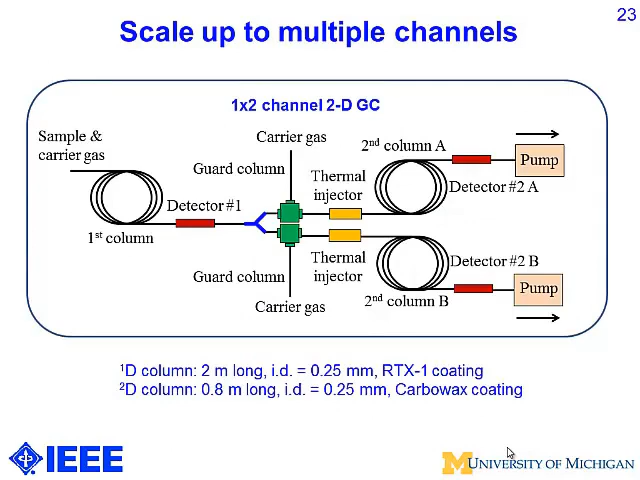 23
Scale up to multiple channels
1x2 channel 2-D GC
Sample &
carrier gas
1st column
Detector #1
Carrier gas
Guard column
Thermal
injector
2nd column A
Pump
Detector #2 A
Guard column
Carrier gas
Thermal
injector
2nd column B
Detector #2 B
Pump
¹D column: 2 m long, i.d. = 0.25 mm, RTX-1 coating
²D column: 0.8 m long, i.d. = 0.25 mm, Carbowax coating
IEEE
M UNIVERSITY OF MICHIGAN